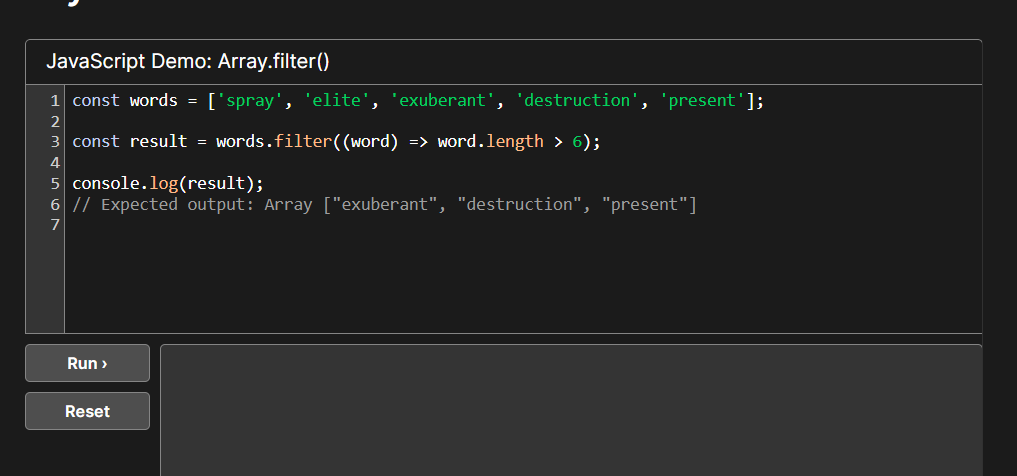 JavaScript Demo: Array.filter()
1 const words = ['spray', 'elite', 'exuberant', 'destruction', 'present'];
2
3 const result = words.filter((word) => word.length > 6);
4
5 console.log(result);
6 // Expected output: Array ["exuberant", "destruction", "present"]
7
Run ›
Reset